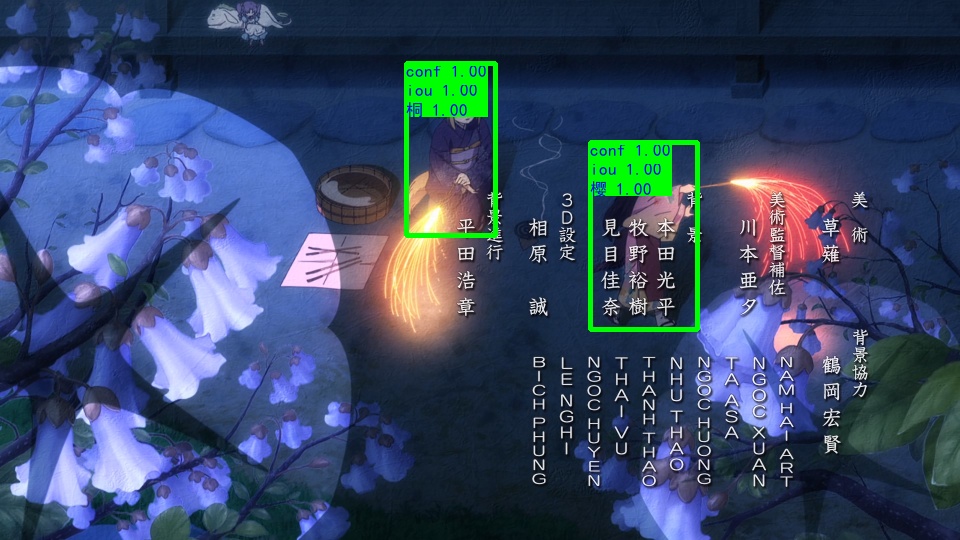 conf 1.00
iou 1.00
桐 1.00
conf 1.00
iou 1.00
樱 1.00
美術
草薙
美術監督補佐
川本亜夕
背景
本田光平
牧野裕樹
見目佳奈
3D設定
相原 誠
背景進行
平田浩章
背景協力
鶴岡宏賢
NAM HAI ART
NGOC XUAN
TA ASA
NGOC HUONG
NHU THAO
THANH THAO
THAI VU
NGOC HUYEN
LE NGHI
BICH PHUNG